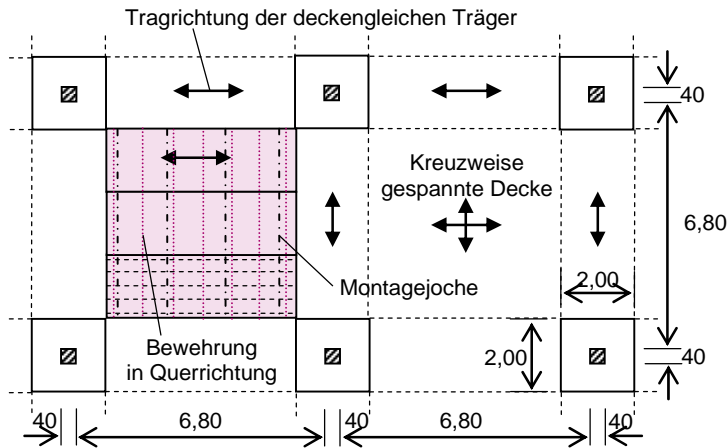 Tragrichtung der deckengleichen Träger
40
Kreuzweise
gespannte Decke
6,80
2,00
Montagejoche
Bewehrung
in Querrichtung
2,00
40
40
6,80
40
6,80
40